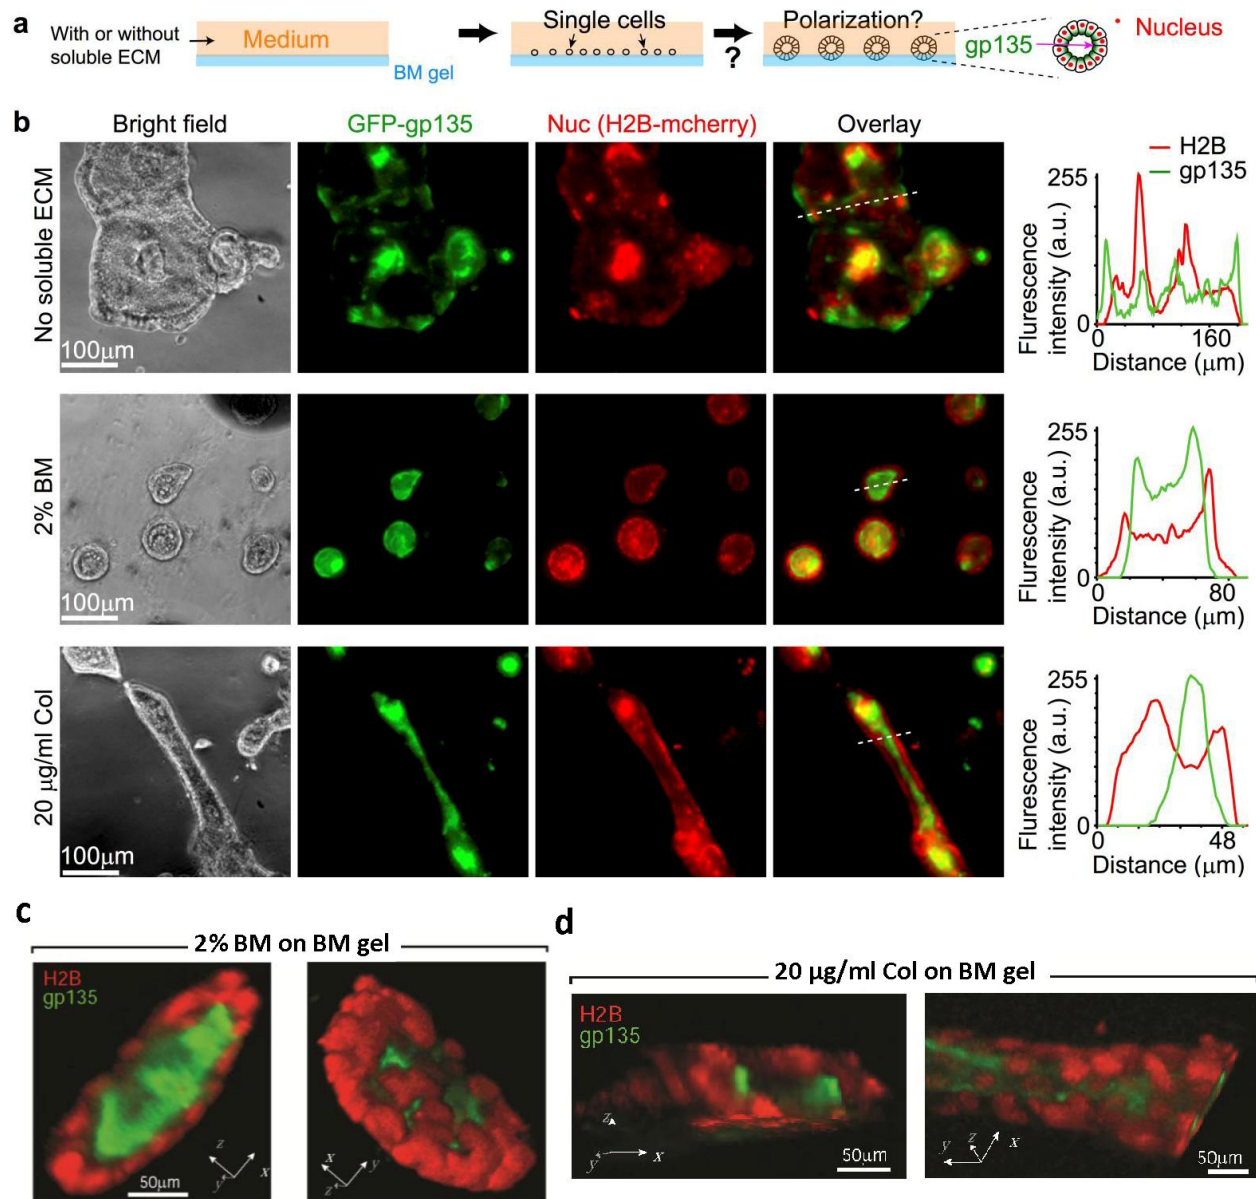 a
With or without
soluble ECM
Medium
BM gel
Single cells
?
Polarization?
gp135
Nucleus
b
Bright field
GFP-gp135
Nuc (H2B-mcherry)
Overlay
No soluble ECM
100μm
H2B
gp135
255
0
160
Flurescence
intensity (a.u.)
Distance (μm)
2% BM
100μm
255
0
0
80
Flurescence
intensity (a.u.)
Distance (μm)
20 μg/ml Col
100μm
255
0
0
48
Flurescence
intensity (a.u.)
Distance (μm)
c
2% BM on BM gel
H2B
gp135
z
y
x
50μm
x
y
z
d
20 μg/ml Col on BM gel
H2B
gp135
z
y
x
50μm
z
x
y
50μm